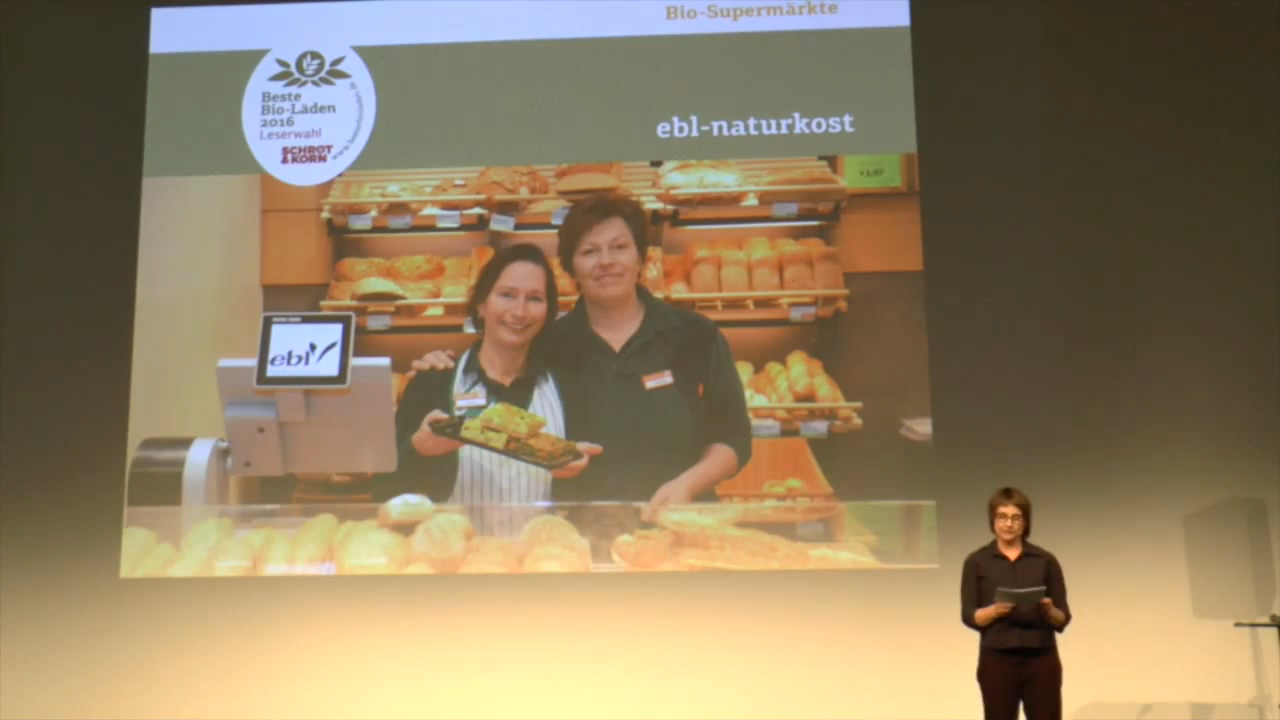 Bio-Supermärkte
Beste
Bio-Läden
2016
Leserwahl
SCHROT
&KORN
ebl-naturkost
ebl